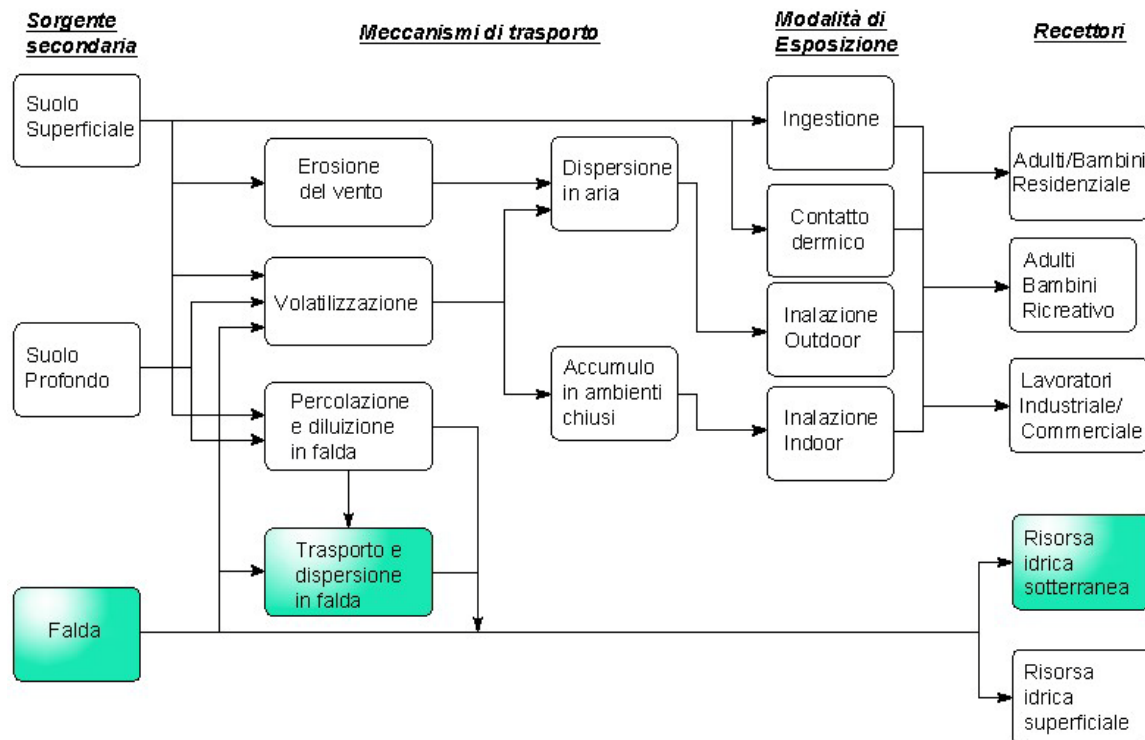 Sorgente
secondaria
Meccanismi di trasporto
Modalità di
Esposizione
Recettori
Suolo
Superficiale
Erosione
del vento
Dispersione
in aria
Ingestione
Adulti/Bambini
Residenziale
Contatto
dermico
Volatilizzazione
Adulti
Bambini
Ricreativo
Inalazione
Outdoor
Suolo
Profondo
Accumulo
in ambienti
chiusi
Lavoratori
Industriale/
Commerciale
Percolazione
e diluizione
in falda
Inalazione
Indoor
Trasporto e
dispersione
in falda
Risorsa
idrica
sotterranea
Falda
Risorsa
idrica
superficiale